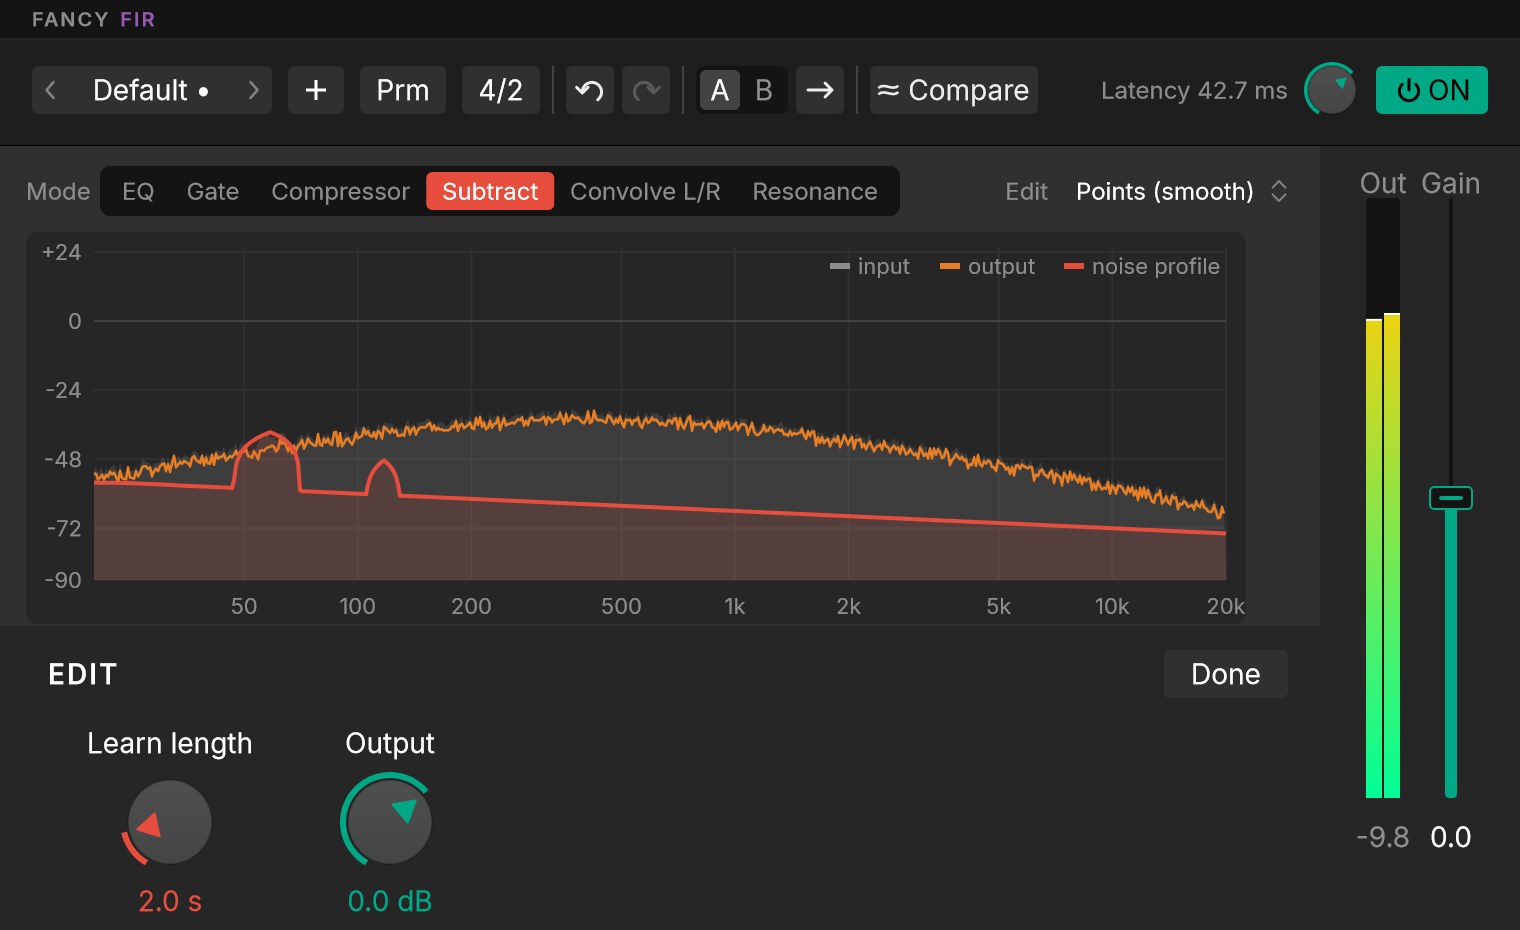 FANCY FIR
Default • + Prm 4/2 A B → ≈ Compare Latency 42.7 ms ON
Mode EQ Gate Compressor Subtract Convolve L/R Resonance Edit Points (smooth) Out Gain
+24
input output noise profile
0
-24
-48
-72
-90
50 100 200 500 1k 2k 5k 10k 20k
EDIT Done
Learn length Output
-9.8 0.0
2.0 s 0.0 dB